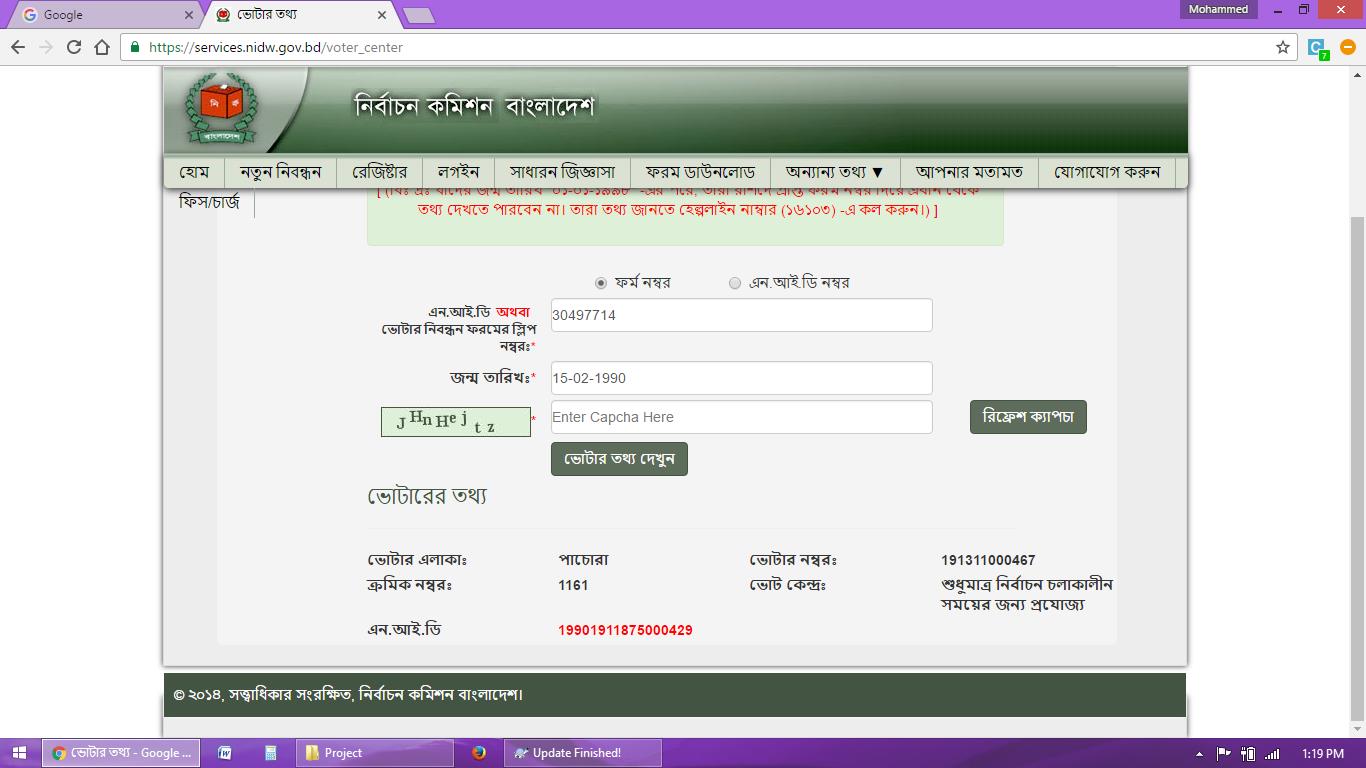 Google
ভোটার তথ্য
Mohammed
https://services.nidw.gov.bd/voter_center
7
নির্বাচন কমিশন বাংলাদেশ
বাংলাদেশ
হোম
নতুন নিবন্ধন
রেজিষ্টার
লগইন
সাধারন জিজ্ঞাসা
ফরম ডাউনলোড
অন্যান্য তথ্য ▼
আপনার মতামত
যোগাযোগ করুন
ফিস/চার্জ
তথ্য দেখতে পারবেন না। তারা তথ্য জানতে হেল্পলাইন নাম্বার (১৬১০৩) -এ কল করুন।) ]
ফর্ম নম্বর
এন.আই.ডি নম্বর
এন.আই.ডি অথবা
ভোটার নিবন্ধন ফরমের স্লিপ
নম্বরঃ*
30497714
জন্ম তারিখঃ*
15-02-1990
JHnHejtz
*
Enter Capcha Here
রিফ্রেশ ক্যাপচা
ভোটার তথ্য দেখুন
ভোটারের তথ্য
ভোটার এলাকাঃ পাচোরা ভোটার নম্বরঃ 191311000467
ক্রমিক নম্বরঃ 1161 ভোট কেন্দ্রঃ শুধুমাত্র নির্বাচন চলাকালীন
সময়ের জন্য প্রযোজ্য
এন.আই.ডি 19901911875000429
© ২০১৪, সত্ত্বাধিকার সংরক্ষিত, নির্বাচন কমিশন বাংলাদেশ।
ভোটার তথ্য - Google ...
Project
Update Finished!
1:19 PM